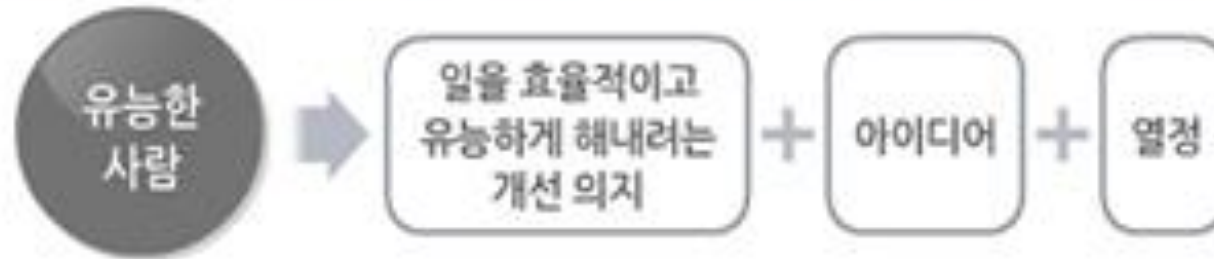 유능한
사람
일을 효율적이고
유능하게 해내려는
개선 의지
+
아이디어
+
열정